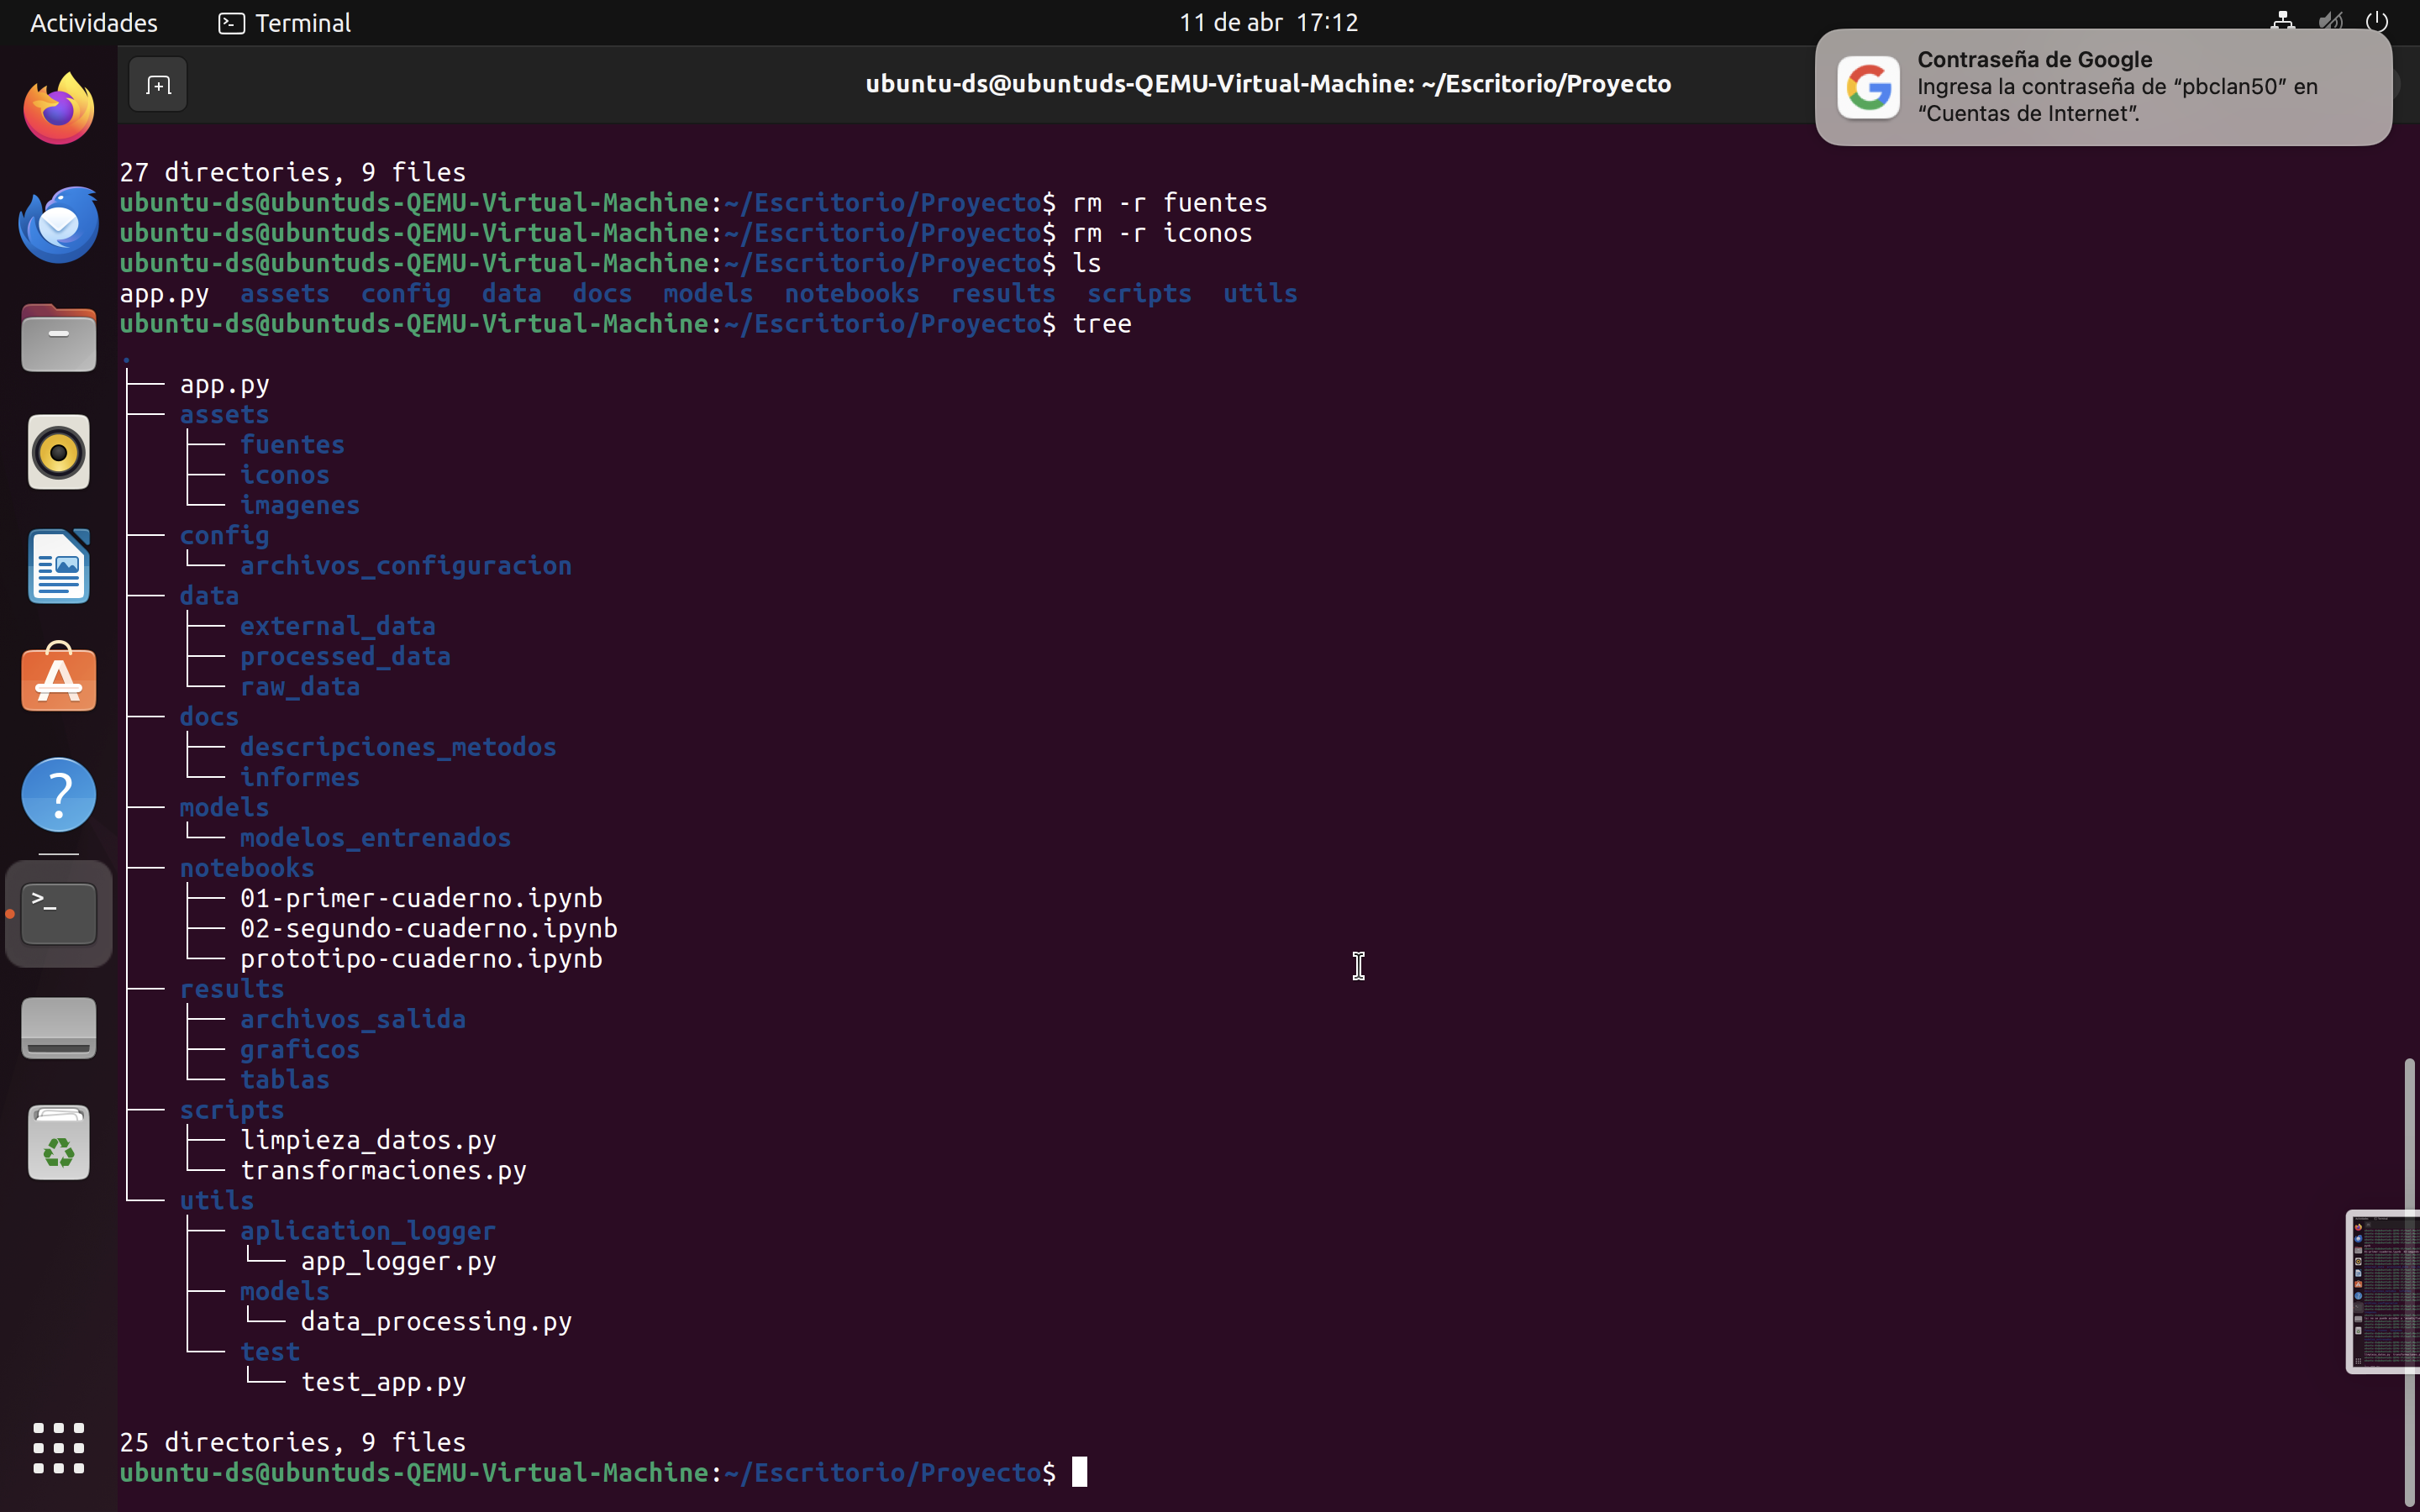 Actividades Terminal 11 de abr 17:12
ubuntu-ds@ubuntuds-QEMU-Virtual-Machine: ~/Escritorio/Proyecto
Contraseña de Google
Ingresa la contraseña de “pbclan50” en
“Cuentas de Internet”.
27 directories, 9 files
ubuntu-ds@ubuntuds-QEMU-Virtual-Machine:~/Escritorio/Proyecto$ rm -r fuentes
ubuntu-ds@ubuntuds-QEMU-Virtual-Machine:~/Escritorio/Proyecto$ rm -r iconos
ubuntu-ds@ubuntuds-QEMU-Virtual-Machine:~/Escritorio/Proyecto$ ls
app.py assets config data docs models notebooks results scripts utils
ubuntu-ds@ubuntuds-QEMU-Virtual-Machine:~/Escritorio/Proyecto$ tree
.
├── app.py
├── assets
│   ├── fuentes
│   ├── iconos
│   └── imagenes
├── config
│   └── archivos_configuracion
├── data
│   ├── external_data
│   ├── processed_data
│   └── raw_data
├── docs
│   ├── descripciones_metodos
│   └── informes
├── models
│   └── modelos_entrenados
├── notebooks
│   ├── 01-primer-cuaderno.ipynb
│   ├── 02-segundo-cuaderno.ipynb
│   └── prototipo-cuaderno.ipynb
├── results
│   ├── archivos_salida
│   ├── graficos
│   └── tablas
├── scripts
│   ├── limpieza_datos.py
│   └── transformaciones.py
└── utils
    ├── aplication_logger
    │   └── app_logger.py
    ├── models
    │   └── data_processing.py
    └── test
        └── test_app.py
25 directories, 9 files
ubuntu-ds@ubuntuds-QEMU-Virtual-Machine:~/Escritorio/Proyecto$